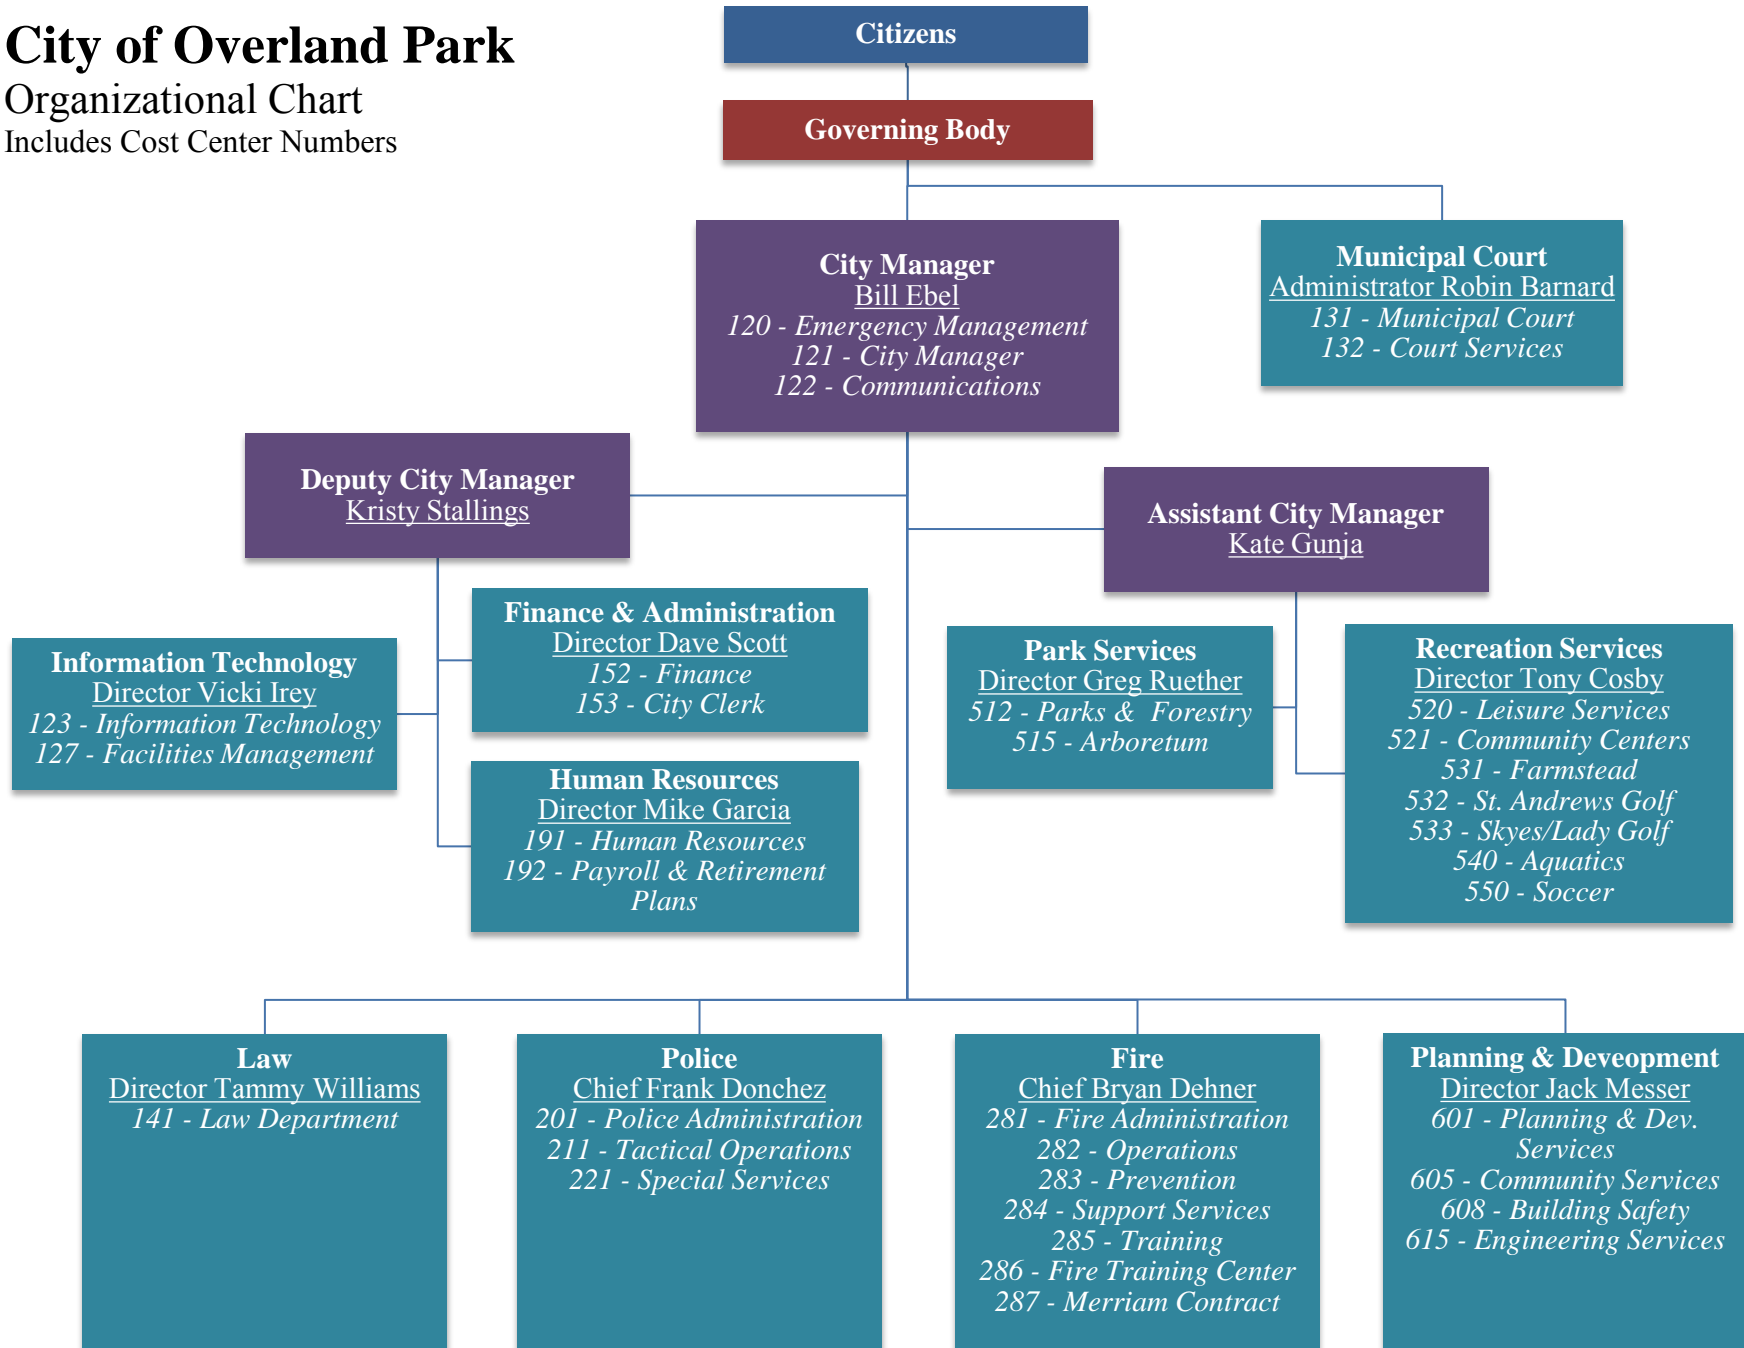 City of Overland Park
Organizational Chart
Includes Cost Center Numbers
Citizens
Governing Body
City Manager
Bill Ebel
120 - Emergency Management
121 - City Manager
122 - Communications
Municipal Court
Administrator Robin Barnard
131 - Municipal Court
132 - Court Services
Deputy City Manager
Kristy Stallings
Assistant City Manager
Kate Gunja
Information Technology
Director Vicki Irey
123 - Information Technology
127 - Facilities Management
Finance & Administration
Director Dave Scott
152 - Finance
153 - City Clerk
Human Resources
Director Mike Garcia
191 - Human Resources
192 - Payroll & Retirement
Plans
Park Services
Director Greg Ruether
512 - Parks & Forestry
515 - Arboretum
Recreation Services
Director Tony Cosby
520 - Leisure Services
521 - Community Centers
531 - Farmstead
532 - St. Andrews Golf
533 - Skyes/Lady Golf
540 - Aquatics
550 - Soccer
Law
Director Tammy Williams
141 - Law Department
Police
Chief Frank Donchez
201 - Police Administration
211 - Tactical Operations
221 - Special Services
Fire
Chief Bryan Dehner
281 - Fire Administration
282 - Operations
283 - Prevention
284 - Support Services
285 - Training
286 - Fire Training Center
287 - Merriam Contract
Planning & Deveopment
Director Jack Messer
601 - Planning & Dev.
Services
605 - Community Services
608 - Building Safety
615 - Engineering Services